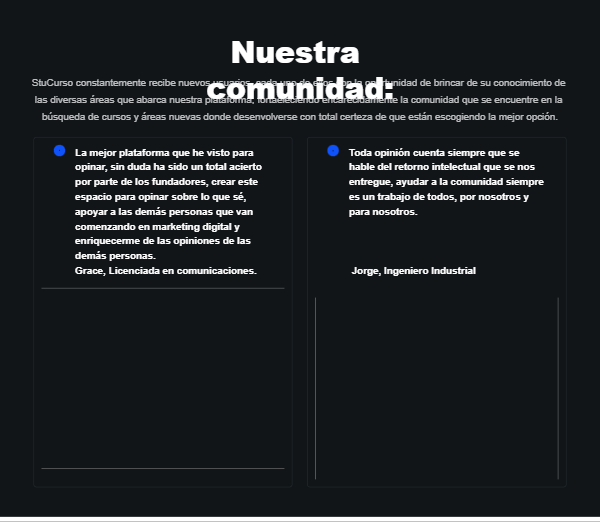 Nuestra
comunidad:
StuCurso constantemente recibe nuevos usuarios, cada uno de ellos con la oportunidad de brincar de su conocimiento de
las diversas áreas que abarca nuestra plataforma, fortaleciendo encarecidamente la comunidad que se encuentre en la
búsqueda de cursos y áreas nuevas donde desenvolverse con total certeza de que están escogiendo la mejor opción.
La mejor plataforma que he visto para
opinar, sin duda ha sido un total acierto
por parte de los fundadores, crear este
espacio para opinar sobre lo que sé,
apoyar a las demás personas que van
comenzando en marketing digital y
enriquecerme de las opiniones de las
demás personas.
Grace, Licenciada en comunicaciones.
Toda opinión cuenta siempre que se
hable del retorno intelectual que se nos
entregue, ayudar a la comunidad siempre
es un trabajo de todos, por nosotros y
para nosotros.
Jorge, Ingeniero Industrial